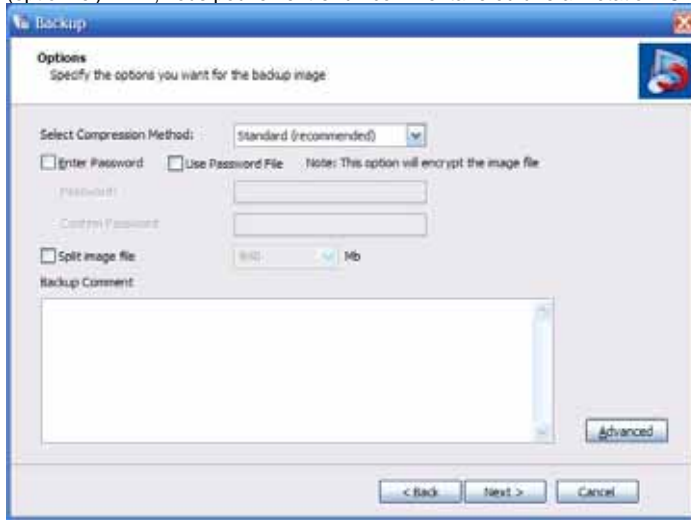 Backup
Options
Specify the options you want for the backup image
Select Compression Method: Standard (recommended)
Enter Password Use Password File Note: This option will encrypt the image file
Password:
Confirm Password
Split image file Mb
Backup Comment
Advanced
< Back Next > Cancel